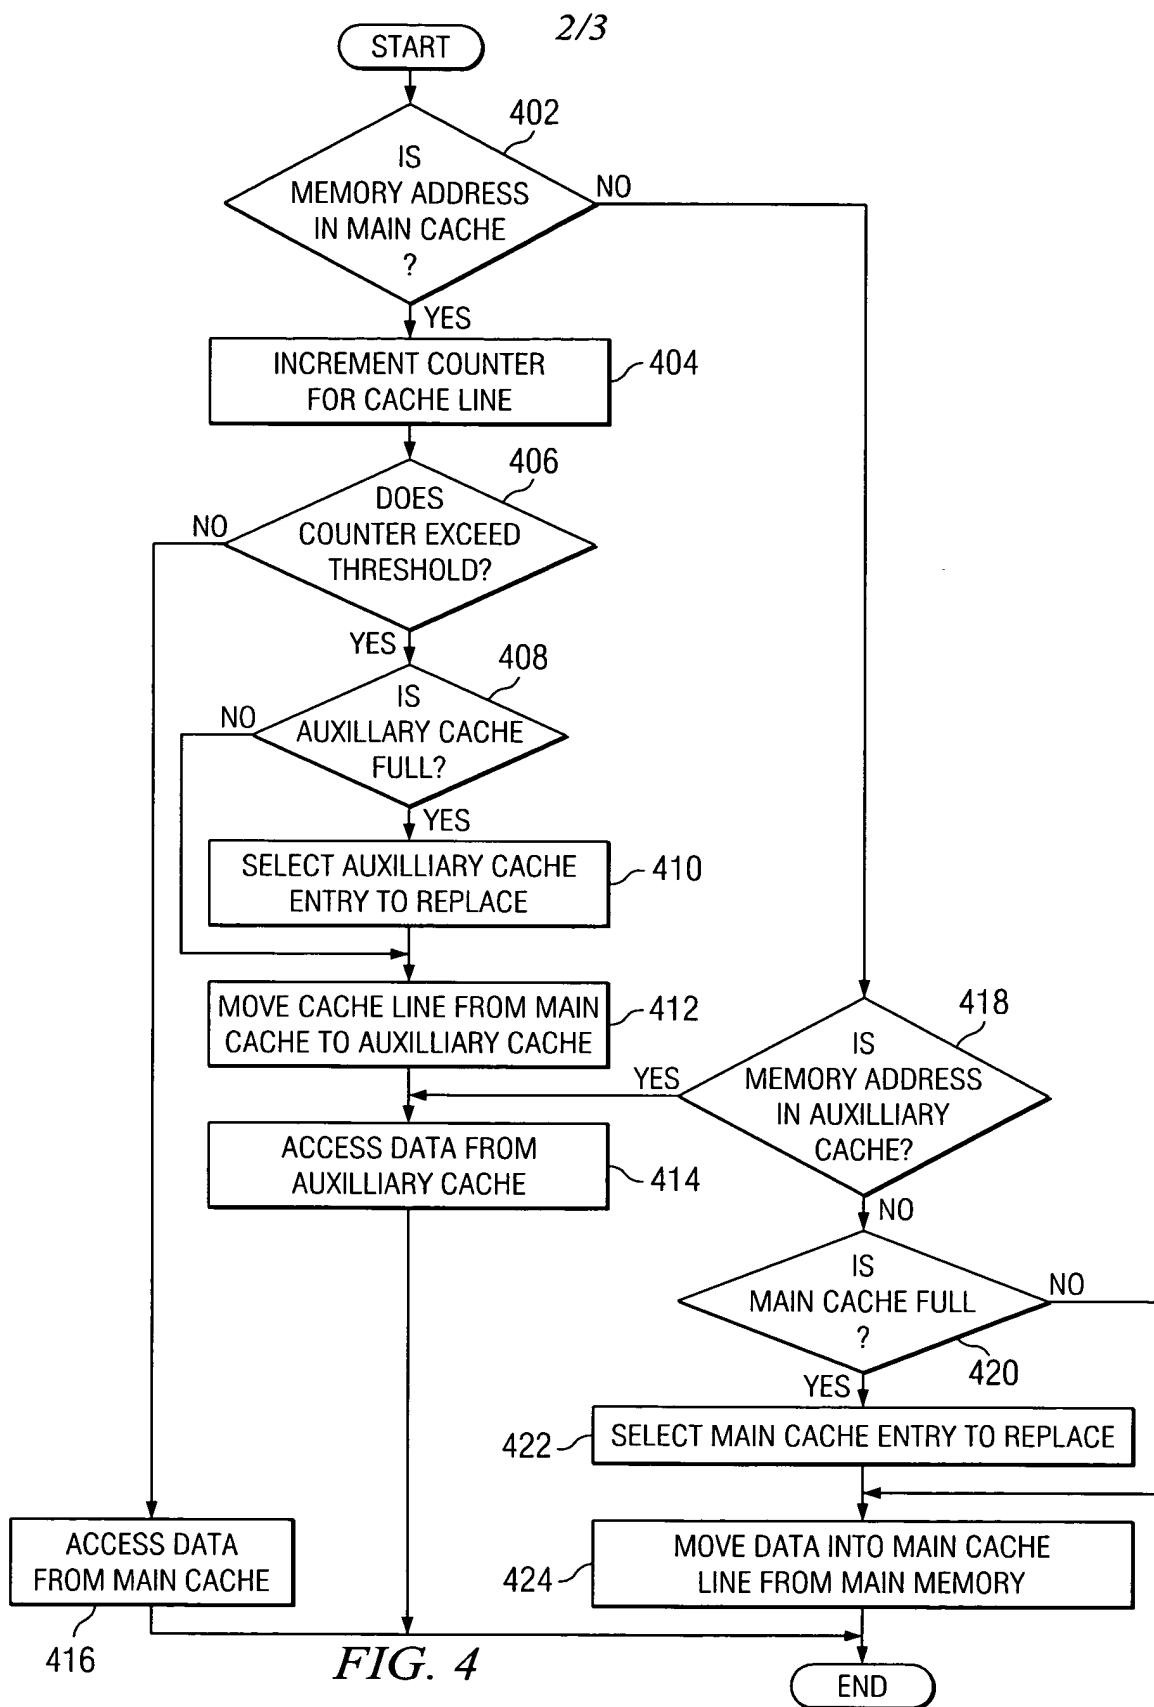 2/3
START
402
IS
MEMORY ADDRESS
IN MAIN CACHE
?
NO
YES
INCREMENT COUNTER
FOR CACHE LINE
404
406
DOES
COUNTER EXCEED
THRESHOLD?
NO
YES
408
IS
AUXILLARY CACHE
FULL?
NO
YES
SELECT AUXILLIARY CACHE
ENTRY TO REPLACE
410
MOVE CACHE LINE FROM MAIN
CACHE TO AUXILLIARY CACHE
412
418
IS
MEMORY ADDRESS
IN AUXILLIARY
CACHE?
YES
NO
ACCESS DATA FROM
AUXILLIARY CACHE
414
IS
MAIN CACHE FULL
?
NO
420
YES
422
SELECT MAIN CACHE ENTRY TO REPLACE
ACCESS DATA
FROM MAIN CACHE
416
424
MOVE DATA INTO MAIN CACHE
LINE FROM MAIN MEMORY
FIG. 4
END